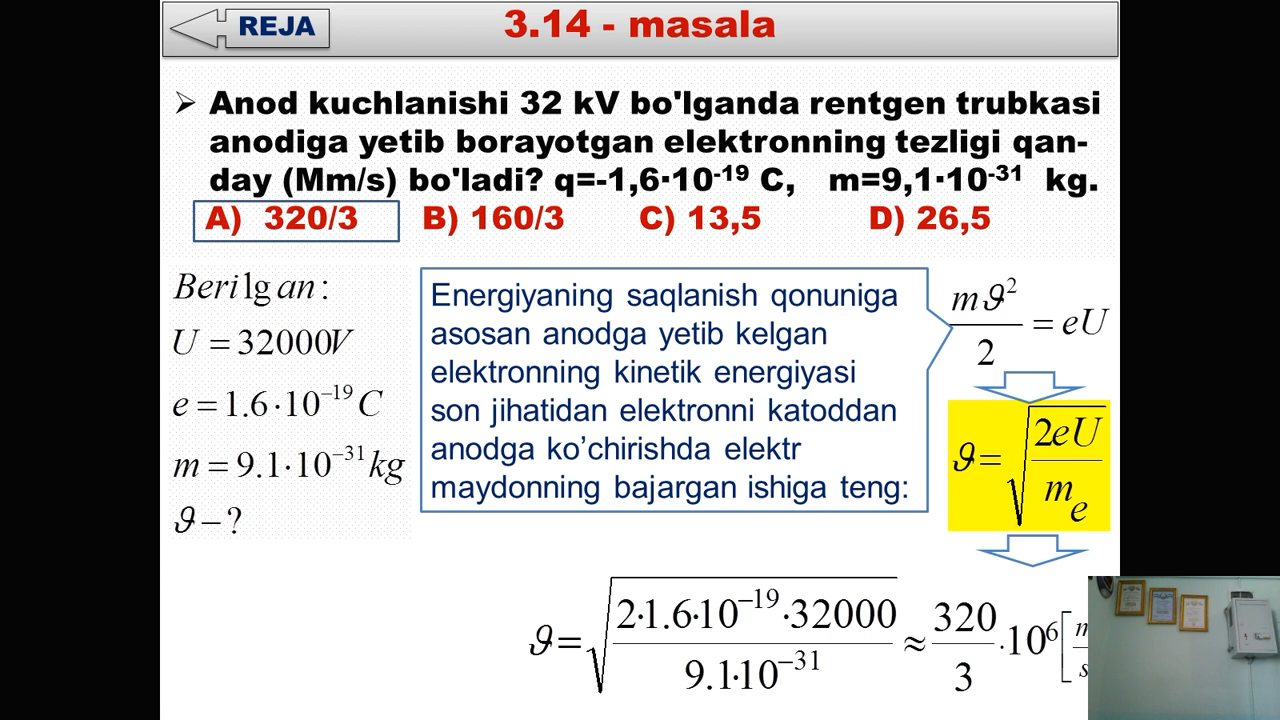 REJA
3.14 - masala
➢ Anod kuchlanishi 32 kV bo'lganda rentgen trubkasi
anodiga yetib borayotgan elektronning tezligi qan-
day (Mm/s) bo'ladi? q=-1,6·10⁻¹⁹ C, m=9,1·10⁻³¹ kg.
A) 320/3 B) 160/3 C) 13,5 D) 26,5
Berilgan:
U = 32000V
e = 1.6·10⁻¹⁹ C
m = 9.1·10⁻³¹ kg
ϑ – ?
Energiyaning saqlanish qonuniga
asosan anodga yetib kelgan
elektronning kinetik energiyasi
son jihatidan elektronni katoddan
anodga ko’chirishda elektr
maydonning bajargan ishiga teng:
mϑ²/2 = eU
ϑ = √(2eU/mₑ)
ϑ = √(2·1.6·10⁻¹⁹·32000/9.1·10⁻³¹) ≈ 320/3 ·10⁶ [